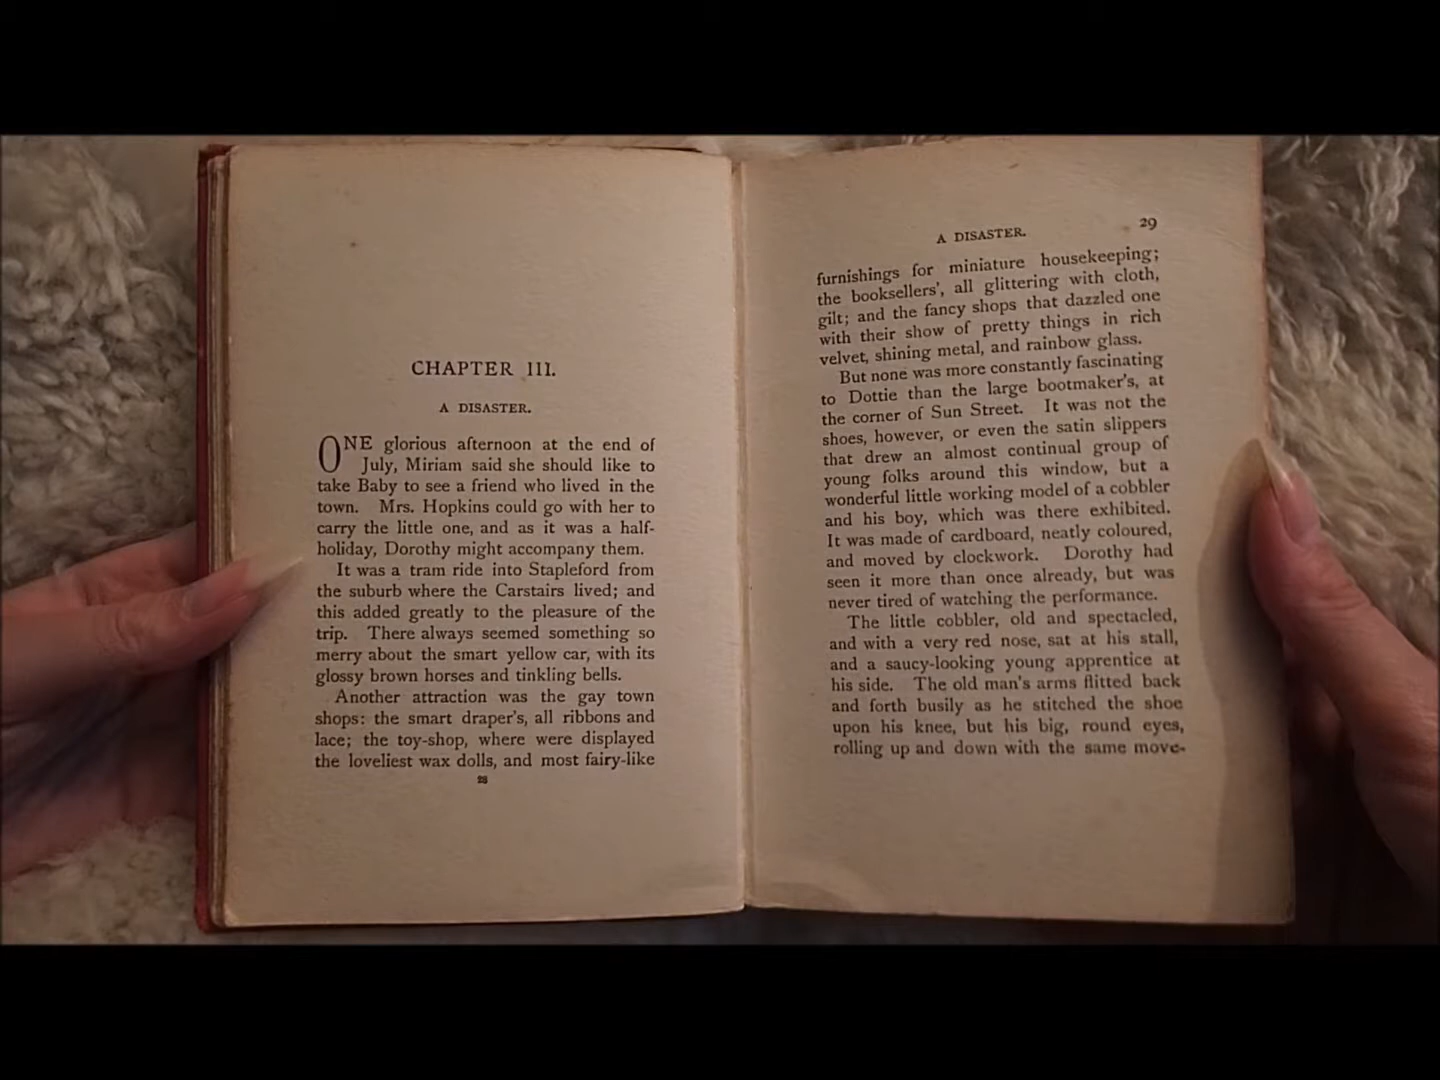 CHAPTER III.
A DISASTER.
ONE glorious afternoon at the end of
July, Miriam said she should like to
take Baby to see a friend who lived in the
town. Mrs. Hopkins could go with her to
carry the little one, and as it was a half-
holiday, Dorothy might accompany them.
It was a tram ride into Stapleford from
the suburb where the Carstairs lived; and
this added greatly to the pleasure of the
trip. There always seemed something so
merry about the smart yellow car, with its
glossy brown horses and tinkling bells.
Another attraction was the gay town
shops: the smart draper's, all ribbons and
lace; the toy-shop, where were displayed
the loveliest wax dolls, and most fairy-like
28
A DISASTER. 29
furnishings for miniature housekeeping;
the booksellers', all glittering with cloth,
gilt; and the fancy shops that dazzled one
with their show of pretty things in rich
velvet, shining metal, and rainbow glass.
But none was more constantly fascinating
to Dottie than the large bootmaker's, at
the corner of Sun Street. It was not the
shoes, however, or even the satin slippers
that drew an almost continual group of
young folks around this window, but a
wonderful little working model of a cobbler
and his boy, which was there exhibited.
It was made of cardboard, neatly coloured,
and moved by clockwork. Dorothy had
seen it more than once already, but was
never tired of watching the performance.
The little cobbler, old and spectacled,
and with a very red nose, sat at his stall,
and a saucy-looking young apprentice at
his side. The old man's arms flitted back
and forth busily as he stitched the shoe
upon his knee, but his big, round eyes,
rolling up and down with the same move-